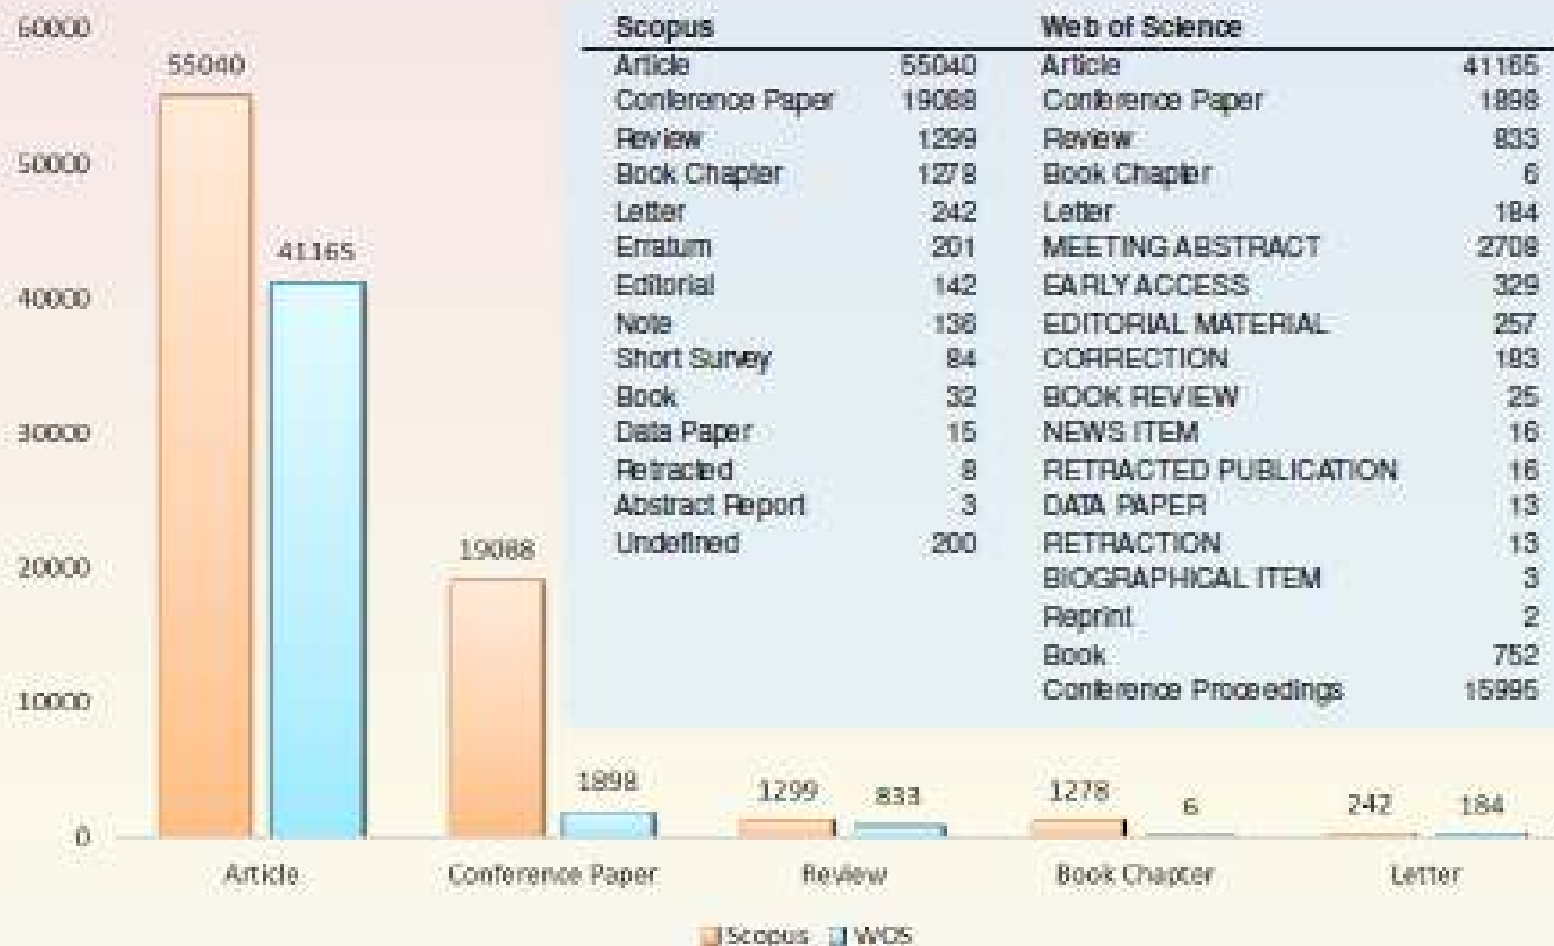 60000
50000
40000
30000
20000
10000
0
55040
41165
19088
1898
1299
833
1278
6
242
184
Article
Conference Paper
Review
Book Chapter
Letter
Scopus WOS
Scopus Web of Science
Article 55040 Article 41165
Conference Paper 19088 Conference Paper 1898
Review 1299 Review 833
Book Chapter 1278 Book Chapter 6
Letter 242 Letter 184
Erratum 201 MEETING ABSTRACT 2708
Editorial 142 EARLY ACCESS 329
Note 136 EDITORIAL MATERIAL 257
Short Survey 84 CORRECTION 183
Book 32 BOOK REVIEW 25
Data Paper 15 NEWS ITEM 16
Retracted 8 RETRACTED PUBLICATION 16
Abstract Report 3 DATA PAPER 13
Undefined 200 RETRACTION 13
BIOGRAPHICAL ITEM 3
Reprint 2
Book 752
Conference Proceedings 15995